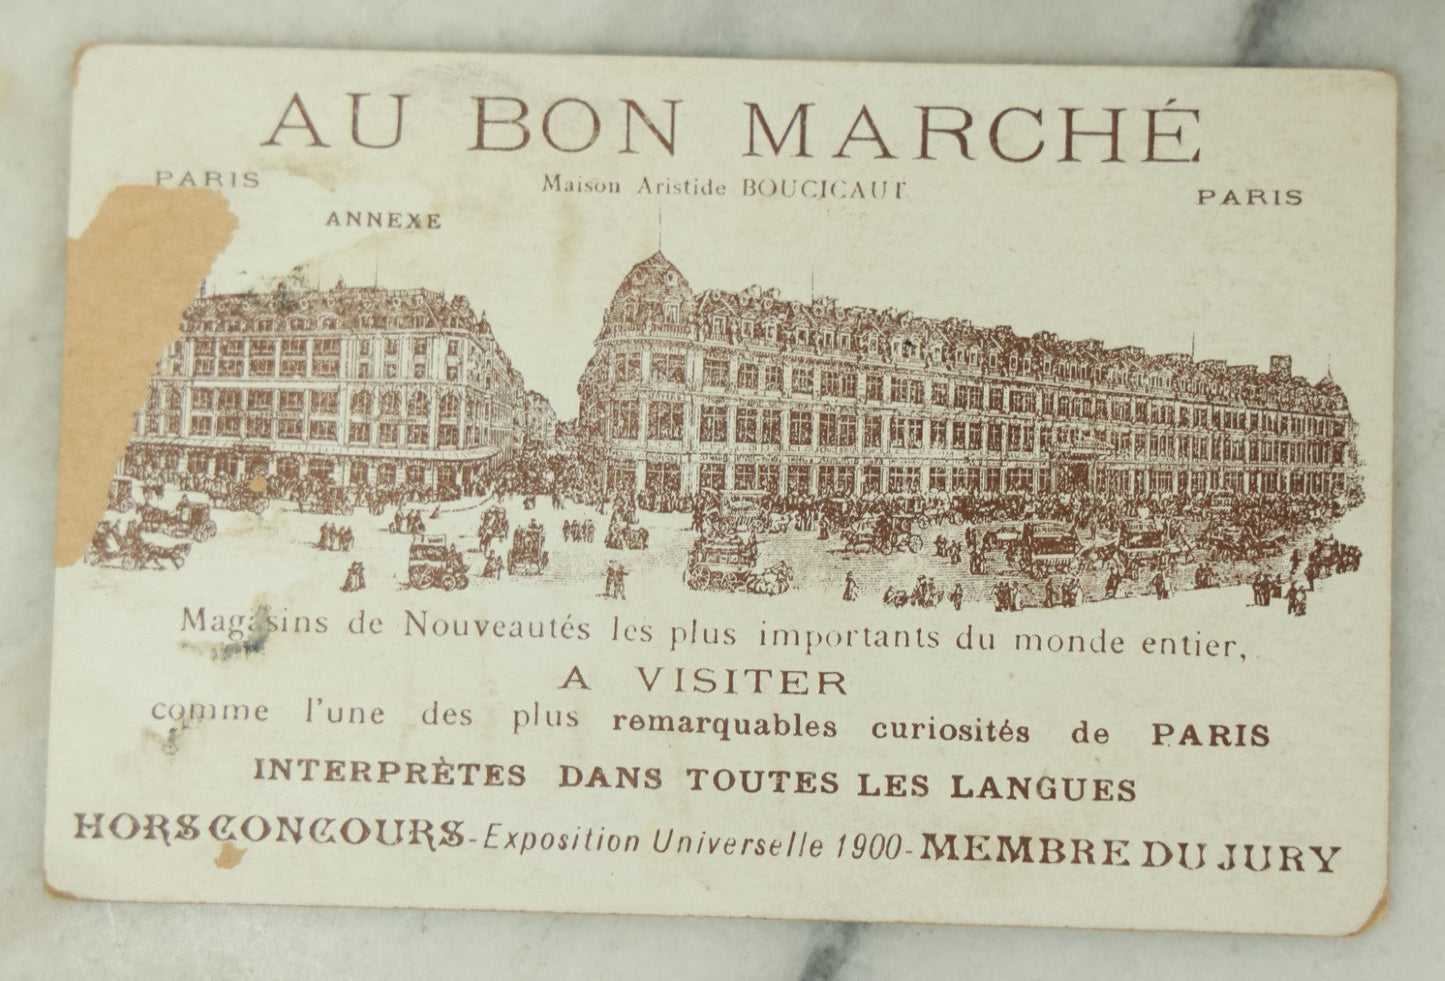 AU BON MARCHÉ
PARIS
Maison Aristide BOUCICAUT
PARIS
ANNEXE
Magasins de Nouveautés les plus importants du monde entier,
A VISITER
comme l'une des plus remarquables curiosités de PARIS
INTERPRÈTES DANS TOUTES LES LANGUES
HORS CONCOURS - Exposition Universelle 1900 - MEMBRE DU JURY